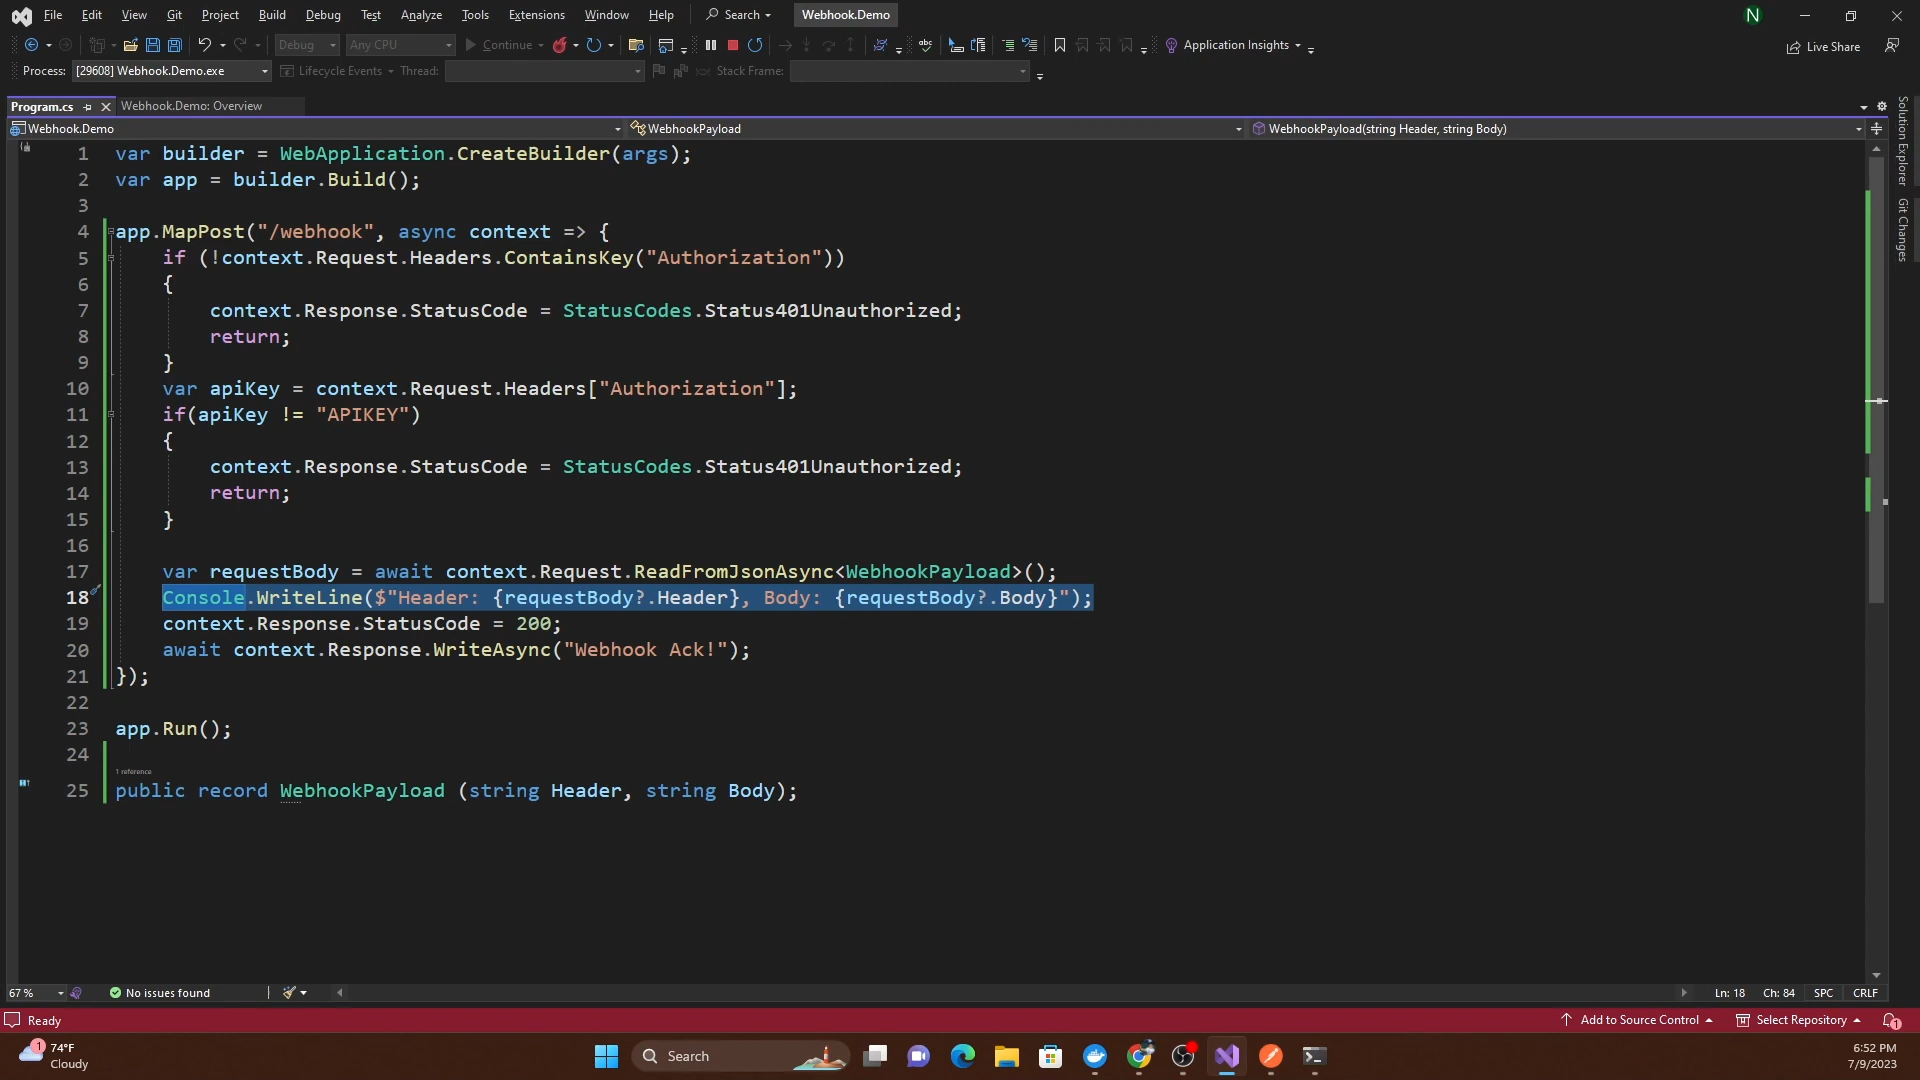 File Edit View Git Project Build Debug Test Analyze Tools Extensions Window Help Search Webhook.Demo N
Debug Any CPU Continue abc Application Insights Live Share
Process: [29608] Webhook.Demo.exe Lifecycle Events Thread: Stack Frame:
Program.cs Webhook.Demo: Overview
Webhook.Demo WebhookPayload WebhookPayload(string Header, string Body)
1 var builder = WebApplication.CreateBuilder(args);
2 var app = builder.Build();
3
4 app.MapPost("/webhook", async context => {
5 if (!context.Request.Headers.ContainsKey("Authorization"))
6 {
7 context.Response.StatusCode = StatusCodes.Status401Unauthorized;
8 return;
9 }
10 var apiKey = context.Request.Headers["Authorization"];
11 if(apiKey != "APIKEY")
12 {
13 context.Response.StatusCode = StatusCodes.Status401Unauthorized;
14 return;
15 }
16
17 var requestBody = await context.Request.ReadFromJsonAsync<WebhookPayload>();
18 Console.WriteLine($"Header: {requestBody?.Header}, Body: {requestBody?.Body}");
19 context.Response.StatusCode = 200;
20 await context.Response.WriteAsync("Webhook Ack!");
21 });
22
23 app.Run();
24
1 reference
25 public record WebhookPayload (string Header, string Body);
Solution Explorer
Git Changes
67 % No issues found Ln: 18 Ch: 84 SPC CRLF
Ready Add to Source Control Select Repository 1
1 74°F
Cloudy
Search
6:52 PM
7/9/2023